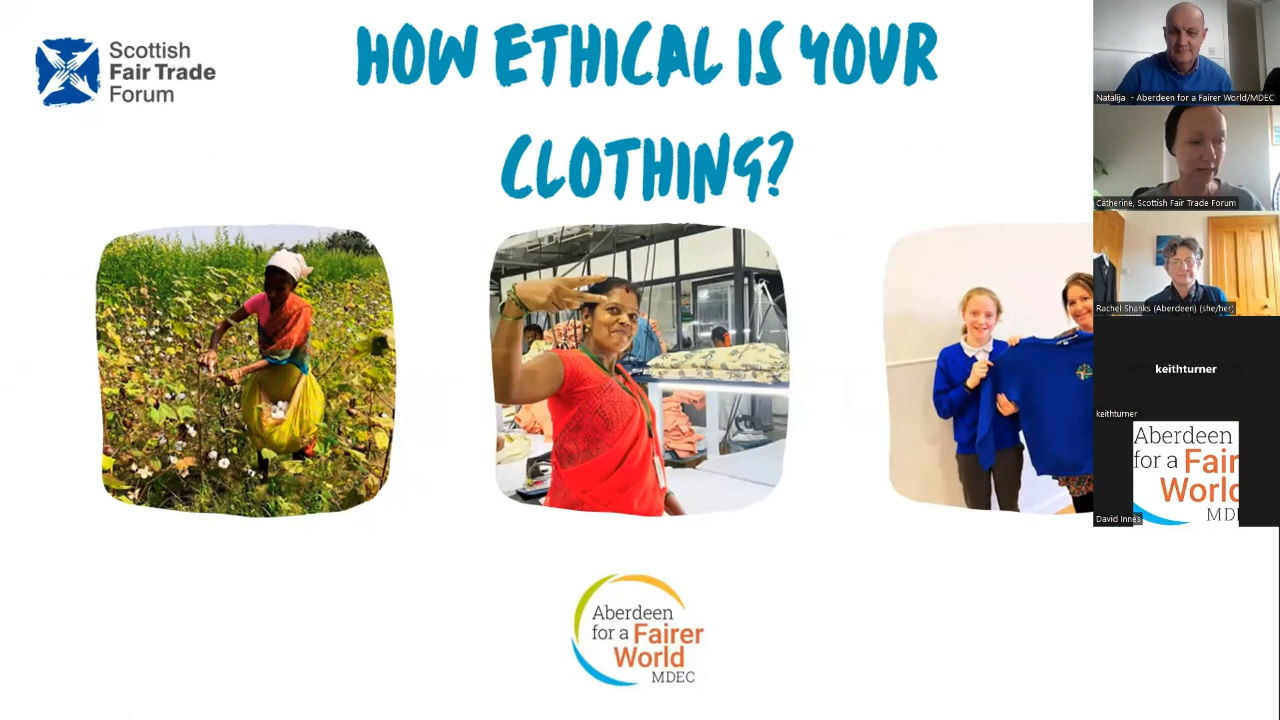 Scottish
Fair Trade
Forum
HOW ETHICAL IS YOUR
CLOTHING?
Natalija - Aberdeen for a Fairer World/MDEC
Catherine, Scottish Fair Trade Forum
Rachel Shanks (Aberdeen) (she/her)
keithturner
keithturner
Aberdeen
for a Fair
World
MDE
David Innes
Aberdeen
for a Fairer
World
MDEC